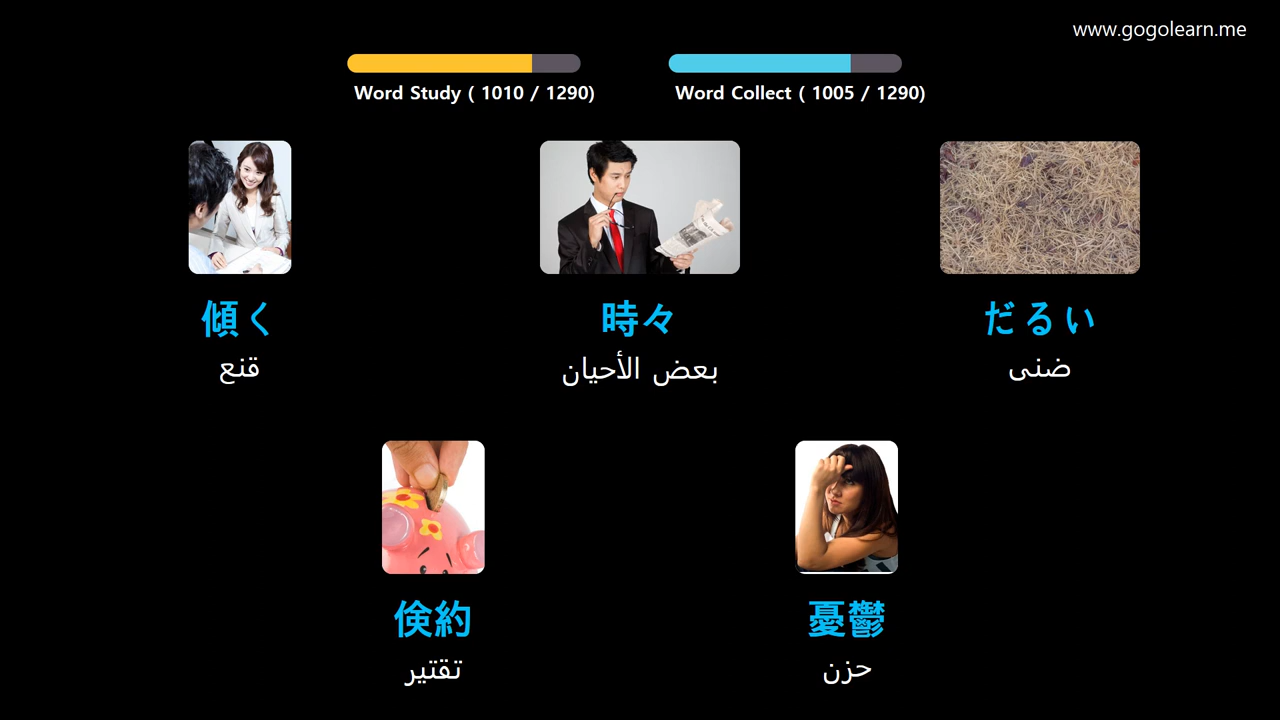 www.gogolearn.me
Word Study ( 1010 / 1290)
Word Collect ( 1005 / 1290)
傾く
قنع
時々
بعض الأحيان
だるい
ضنى
倹約
تقتير
憂鬱
حزن